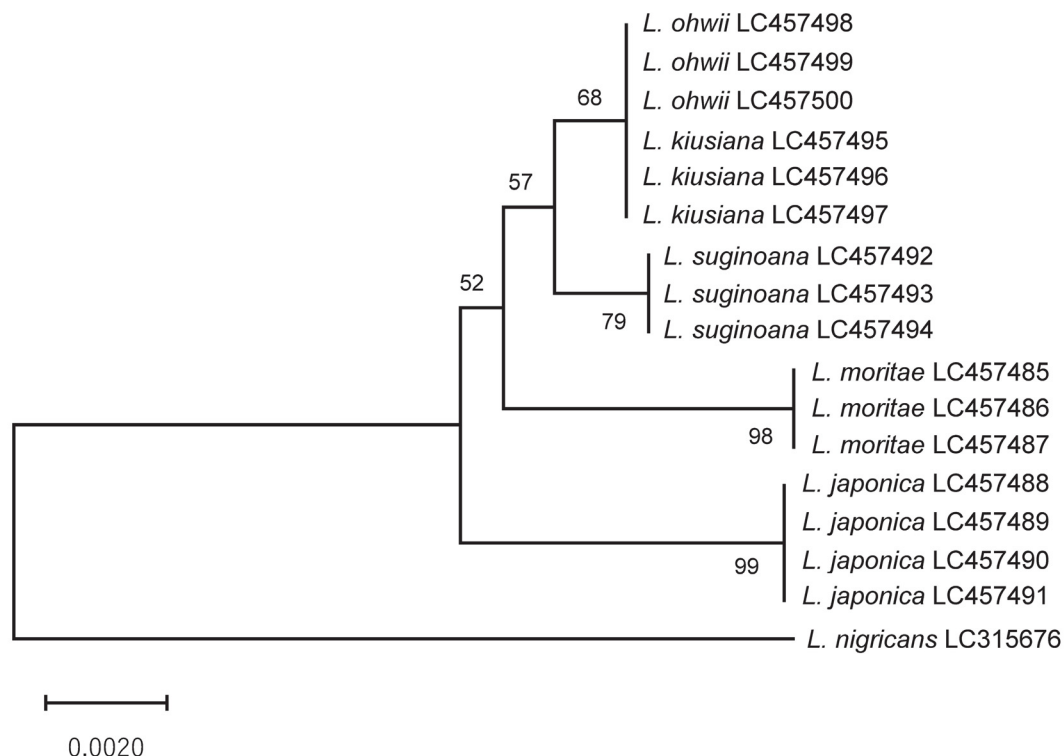 L. ohwii LC457498
L. ohwii LC457499
68
L. ohwii LC457500
L. kiusiana LC457495
L. kiusiana LC457496
57
L. kiusiana LC457497
L. suginoana LC457492
52
L. suginoana LC457493
79
L. suginoana LC457494
L. moritae LC457485
L. moritae LC457486
98
L. moritae LC457487
L. japonica LC457488
L. japonica LC457489
L. japonica LC457490
99
L. japonica LC457491
L. nigricans LC315676
0.0020